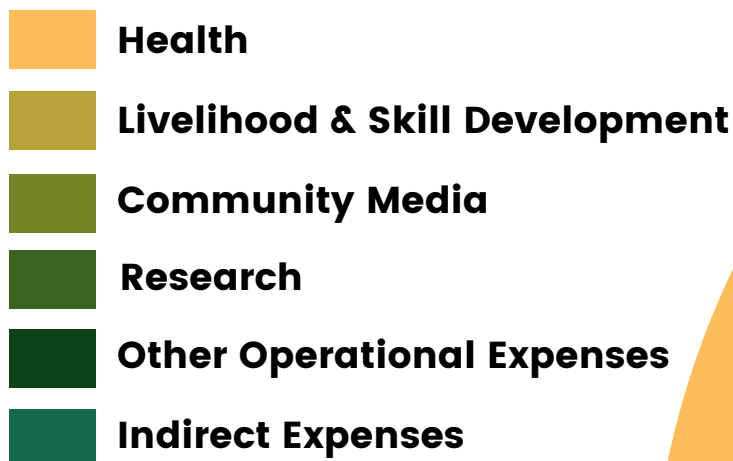 Health
Livelihood & Skill Development
Community Media
Research
Other Operational Expenses
Indirect Expenses